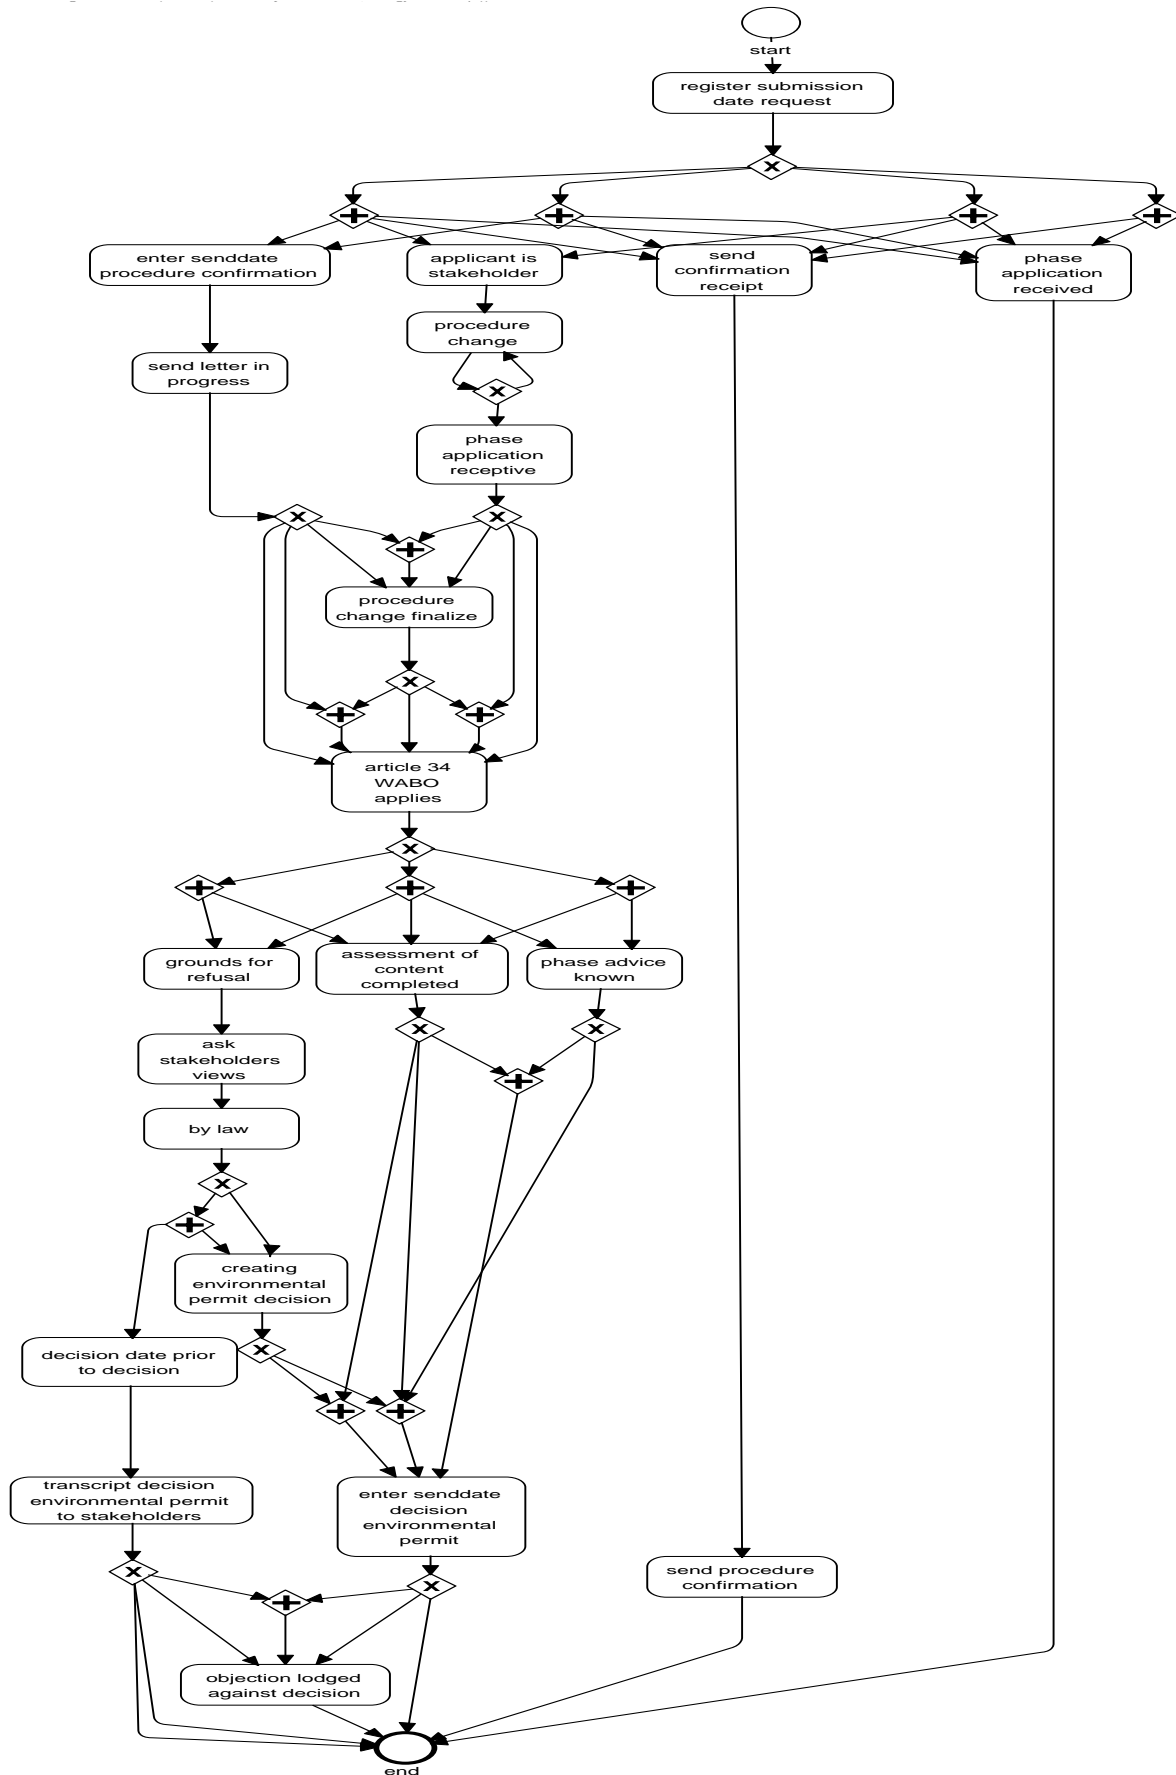 start
register submission
date request
enter senddate
procedure confirmation
applicant is
stakeholder
send
confirmation
receipt
phase
application
received
procedure
change
send letter in
progress
phase
application
receptive
procedure
change finalize
article 34
WABO
applies
grounds for
refusal
assessment of
content
completed
phase advice
known
ask
stakeholders
views
by law
creating
environmental
permit decision
decision date prior
to decision
transcript decision
environmental permit
to stakeholders
enter senddate
decision
environmental
permit
send procedure
confirmation
objection lodged
against decision
end